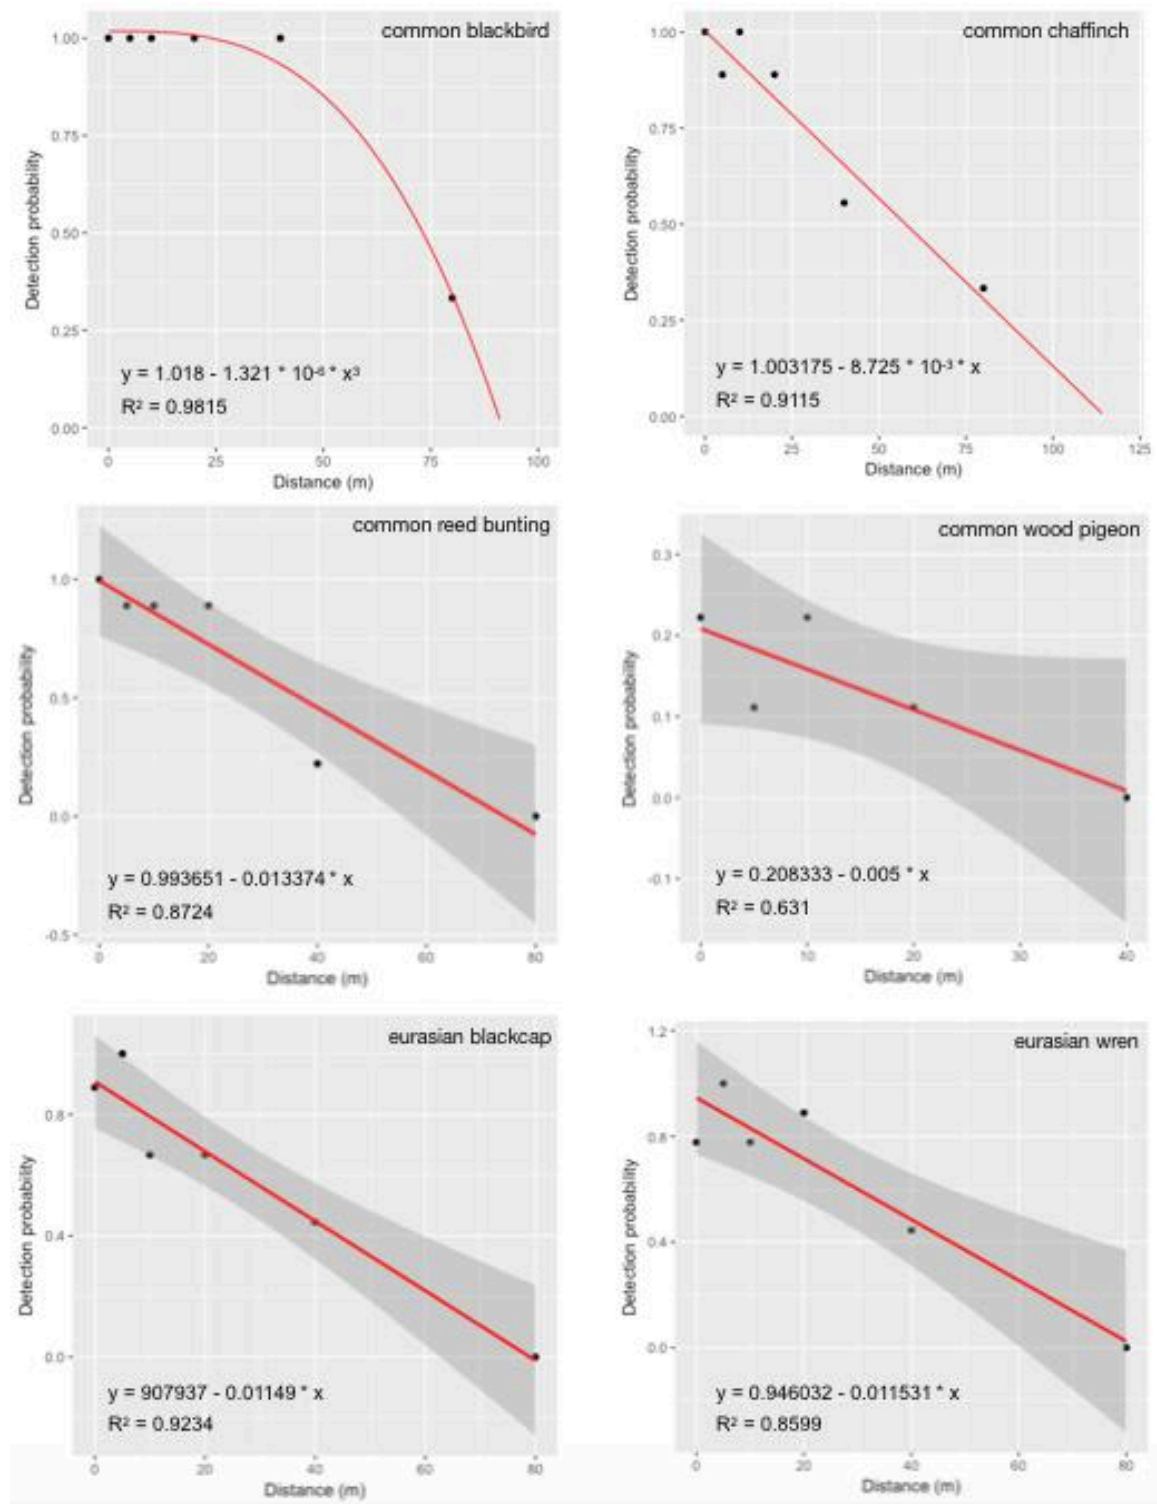 common blackbird
1.00
0.75
0.50
0.25
0.00
Detection probability
y = 1.018 - 1.321 * 10⁻⁶ * x³
R² = 0.9815
0 25 50 75 100
Distance (m)
common chaffinch
1.00
0.75
0.50
0.25
0.00
Detection probability
y = 1.003175 - 8.725 * 10⁻³ * x
R² = 0.9115
0 25 50 75 100 125
Distance (m)
common reed bunting
1.0
0.5
0.0
-0.5
Detection probability
y = 0.993651 - 0.013374 * x
R² = 0.8724
0 20 40 60 80
Distance (m)
common wood pigeon
0.3
0.2
0.1
0.0
-0.1
Detection probability
y = 0.208333 - 0.005 * x
R² = 0.631
0 10 20 30 40
Distance (m)
eurasian blackcap
0.8
0.4
0.0
Detection probability
y = 907937 - 0.01149 * x
R² = 0.9234
0 20 40 60 80
Distance (m)
eurasian wren
1.2
0.8
0.4
0.0
Detection probability
y = 0.946032 - 0.011531 * x
R² = 0.8599
0 20 40 60 80
Distance (m)